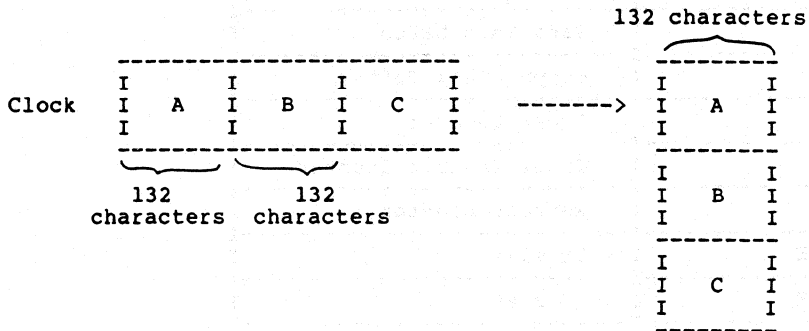 132 characters
---------------------------------- ------------
I I I I I I
Clock I A I B I C I -------> I A I
I I I I I I
---------------------------------- ------------
132 132 I I
characters characters I B I
I I
------------
I I
I C I
I I
------------